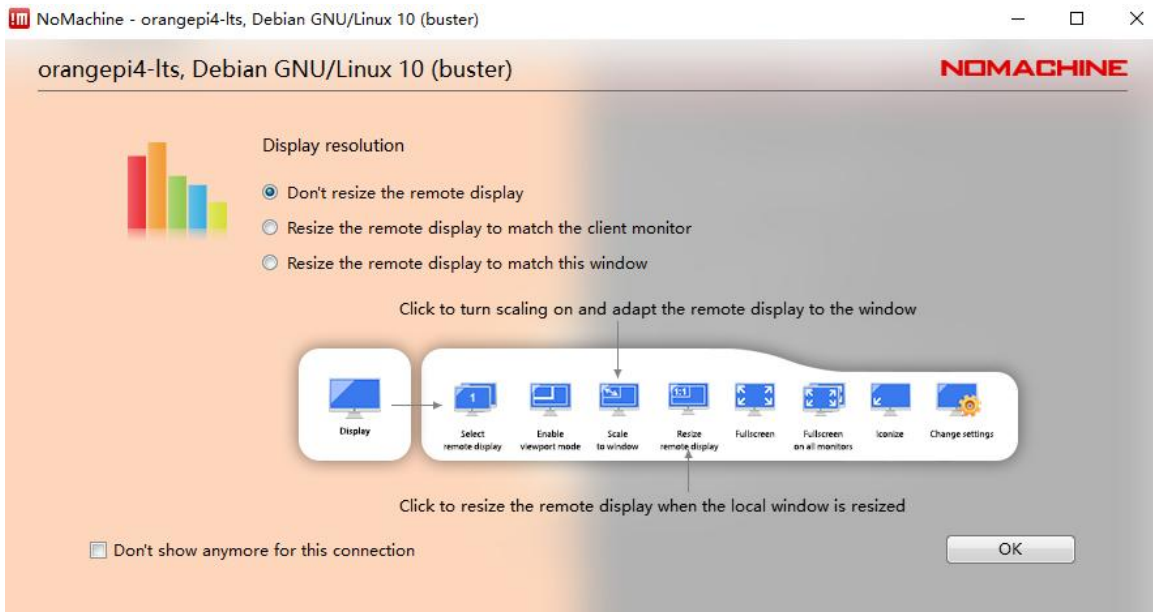 NoMachine - orangepi4-lts, Debian GNU/Linux 10 (buster)
orangepi4-lts, Debian GNU/Linux 10 (buster)
NOMACHINE
Display resolution
Don't resize the remote display
Resize the remote display to match the client monitor
Resize the remote display to match this window
Click to turn scaling on and adapt the remote display to the window
1
1:1
Display
Select
remote display
Enable
viewport mode
Scale
to window
Resize
remote display
Fullscreen
Fullscreen
on all monitors
Iconize
Change settings
Click to resize the remote display when the local window is resized
Don't show anymore for this connection
OK